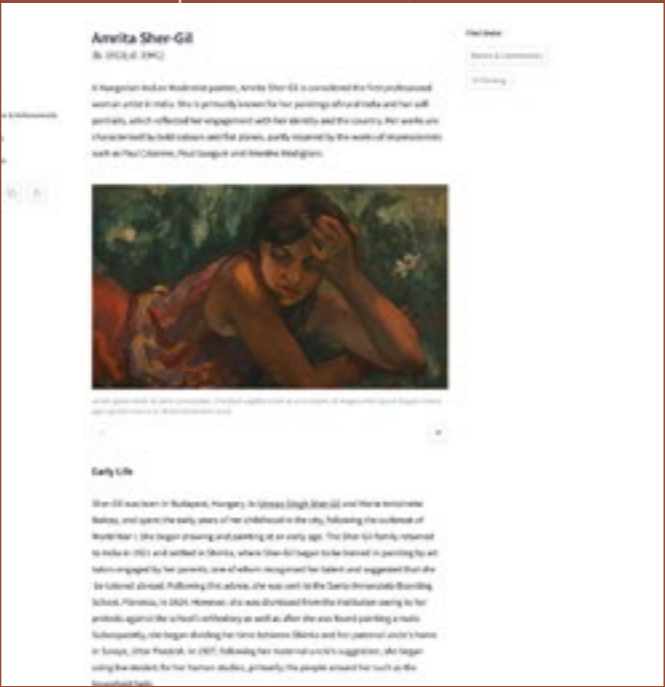 Amrita Sher-Gil
(b. 1913; d. 1941)
A Hungarian-Indian Modernist painter, Amrita Sher-Gil is considered the first professional
woman artist in India. She is primarily known for her paintings of rural India and her self-
portraits, which reflected her engagement with her identity and the country. Her works are
characterised by bold colours and flat planes, partly inspired by the works of Impressionists
such as Paul Cézanne, Paul Gauguin and Amedeo Modigliani.
Early Life
Sher-Gil was born in Budapest, Hungary, to Umrao Singh Sher-Gil and Marie Antoinette
and spent the early years of her childhood in the city, following the outbreak of
World War I. She began drawing and painting at an early age. The Sher-Gil family returned
to India in 1921 and settled in Shimla, where Sher-Gil began to be trained in painting by art
tutors engaged by her parents, one of whom recognised her talent and suggested that she
be tutored abroad. Following this advice, she was sent to the Santa Annunziata Boarding
School, Florence, in 1924. However, she was dismissed from the institution owing to her
protests against the school's orthodoxy as well as after she was found painting a nude.
Subsequently, she began dividing her time between Shimla and her paternal uncle's home
in Saraya, Uttar Pradesh. In 1927, following her maternal uncle's suggestion, she began
using live models for her human studies, primarily the people around her such as the
household help.